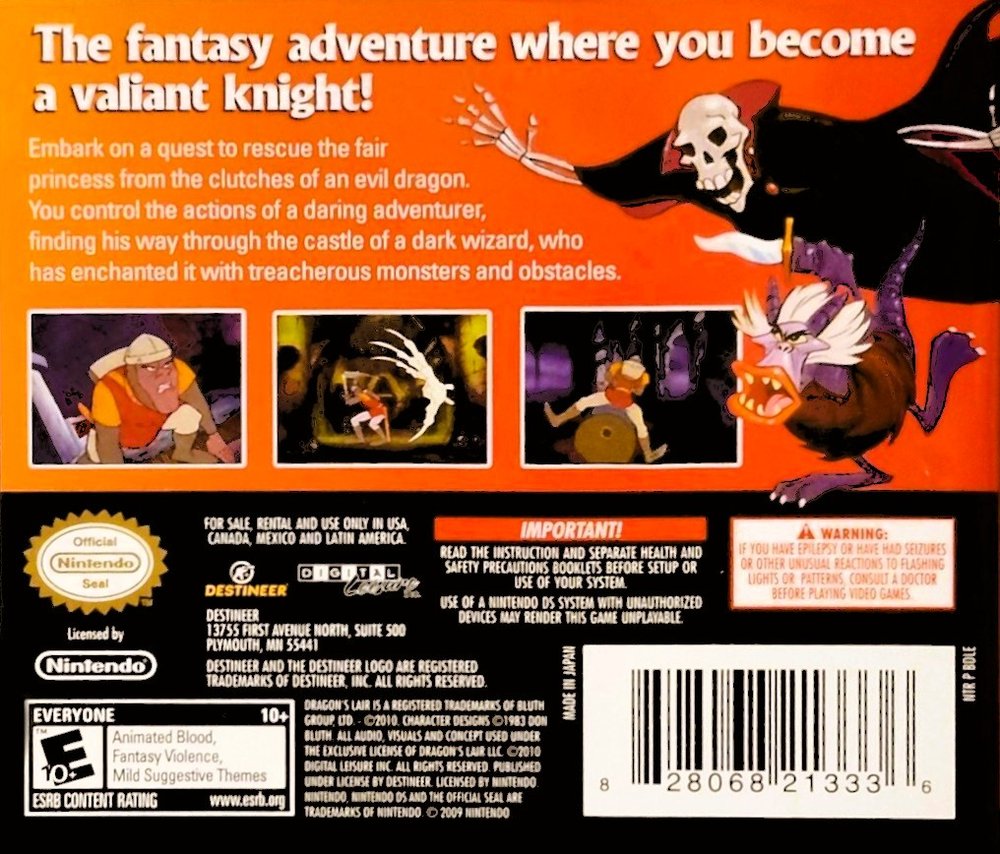 The fantasy adventure where you become
a valiant knight!
Embark on a quest to rescue the fair
princess from the clutches of an evil dragon.
You control the actions of a daring adventurer,
finding his way through the castle of a dark wizard, who
has enchanted it with treacherous monsters and obstacles.
Official
Nintendo
Seal
TM
Licensed by
Nintendo®
FOR SALE, RENTAL AND USE ONLY IN USA,
CANADA, MEXICO AND LATIN AMERICA.
DESTINEER
DIGITAL
Leisure
INC.
DESTINEER
13755 FIRST AVENUE NORTH, SUITE 500
PLYMOUTH, MN 55441
DESTINEER AND THE DESTINEER LOGO ARE REGISTERED
TRADEMARKS OF DESTINEER, INC. ALL RIGHTS RESERVED.
IMPORTANT!
READ THE INSTRUCTION AND SEPARATE HEALTH AND
SAFETY PRECAUTIONS BOOKLETS BEFORE SETUP OR
USE OF YOUR SYSTEM.
USE OF A NINTENDO DS SYSTEM WITH UNAUTHORIZED
DEVICES MAY RENDER THIS GAME UNPLAYABLE.
WARNING:
IF YOU HAVE EPILEPSY OR HAVE HAD SEIZURES
OR OTHER UNUSUAL REACTIONS TO FLASHING
LIGHTS OR PATTERNS, CONSULT A DOCTOR
BEFORE PLAYING VIDEO GAMES.
EVERYONE 10+
TM
E
10+
Animated Blood,
Fantasy Violence,
Mild Suggestive Themes
ESRB CONTENT RATING www.esrb.org
DRAGON'S LAIR IS A REGISTERED TRADEMARKS OF BLUTH
GROUP, LTD. - ©2010. CHARACTER DESIGNS ©1983 DON
BLUTH. ALL AUDIO, VISUALS AND CONCEPT USED UNDER
THE EXCLUSIVE LICENSE OF DRAGON'S LAIR LLC. ©2010
DIGITAL LEISURE INC. ALL RIGHTS RESERVED. PUBLISHED
UNDER LICENSE BY DESTINEER. LICENSED BY NINTENDO
NINTENDO, NINTENDO DS AND THE OFFICIAL SEAL ARE
TRADEMARKS OF NINTENDO. © 2009 NINTENDO
MADE IN JAPAN
8 28068 21333 6
NTR P BDLE